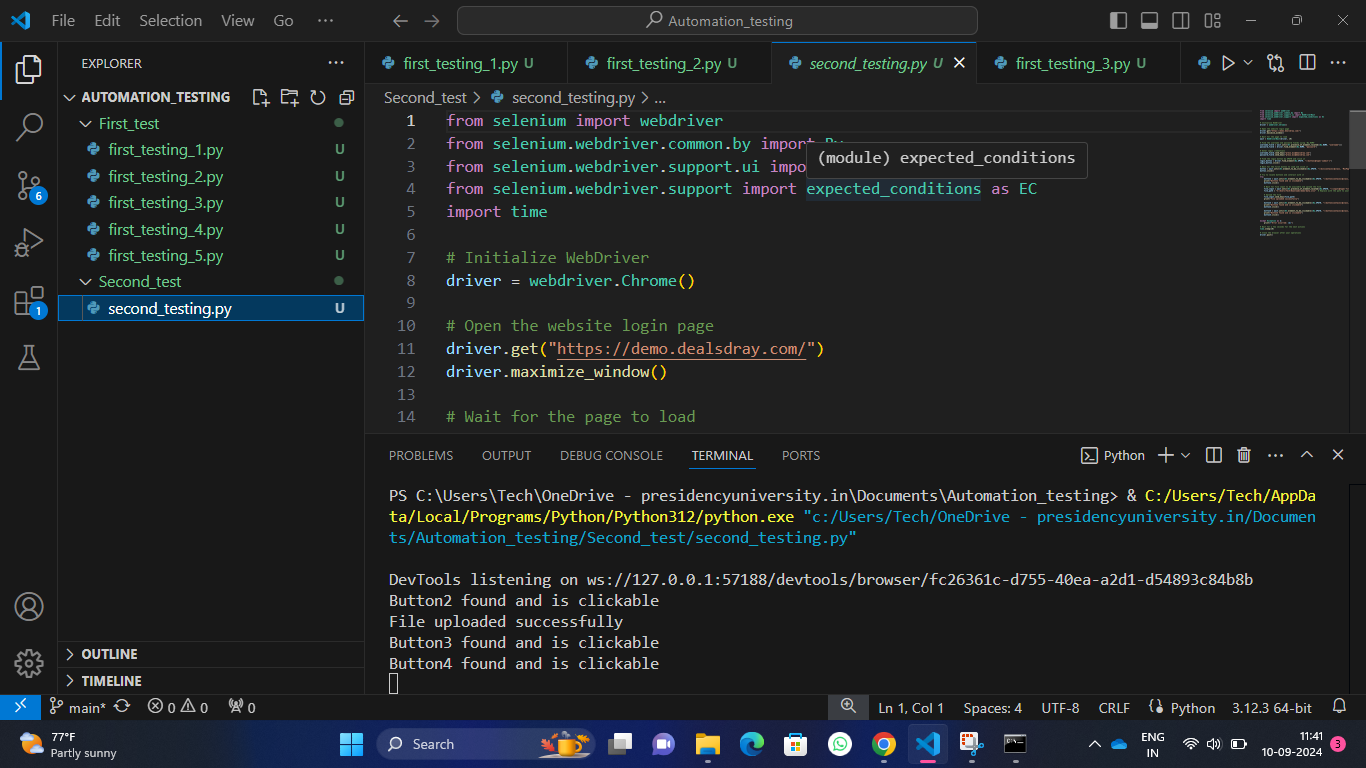 File Edit Selection View Go ···
Automation_testing
EXPLORER
AUTOMATION_TESTING
First_test
first_testing_1.py U
first_testing_2.py U
first_testing_3.py U
first_testing_4.py U
first_testing_5.py U
Second_test
second_testing.py U
OUTLINE
TIMELINE
6
1
first_testing_1.py U first_testing_2.py U second_testing.py U first_testing_3.py U
Second_test > second_testing.py > ...
1 from selenium import webdriver
2 from selenium.webdriver.common.by import By
(module) expected_conditions
3 from selenium.webdriver.support.ui impo
4 from selenium.webdriver.support import expected_conditions as EC
5 import time
6
7 # Initialize WebDriver
8 driver = webdriver.Chrome()
9
10 # Open the website login page
11 driver.get("https://demo.dealsdray.com/")
12 driver.maximize_window()
13
14 # Wait for the page to load
PROBLEMS OUTPUT DEBUG CONSOLE TERMINAL PORTS
Python
PS C:\Users\Tech\OneDrive - presidencyuniversity.in\Documents\Automation_testing> & C:/Users/Tech/AppDa
ta/Local/Programs/Python/Python312/python.exe "c:/Users/Tech/OneDrive - presidencyuniversity.in/Documen
ts/Automation_testing/Second_test/second_testing.py"
DevTools listening on ws://127.0.0.1:57188/devtools/browser/fc26361c-d755-40ea-a2d1-d54893c84b8b
Button2 found and is clickable
File uploaded successfully
Button3 found and is clickable
Button4 found and is clickable
main* 0 0 0 Ln 1, Col 1 Spaces: 4 UTF-8 CRLF Python 3.12.3 64-bit
77°F
Partly sunny
Search
ENG
IN
11:41
10-09-2024
3